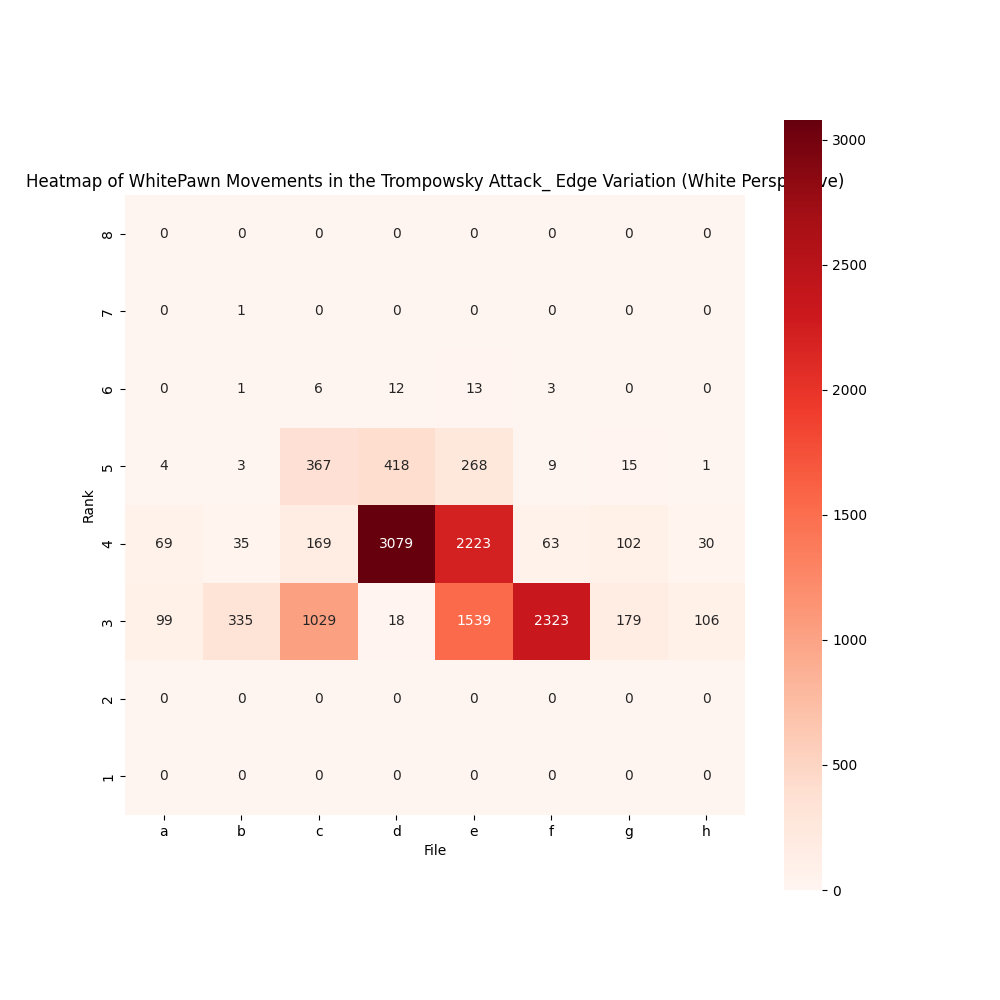 Heatmap of WhitePawn Movements in the Trompowsky Attack_ Edge Variation (White Persp ve)
8 0 0 0 0 0 0 0 0
7 0 1 0 0 0 0 0 0
6 0 1 6 12 13 3 0 0
5 4 3 367 418 268 9 15 1
4 69 35 169 3079 2223 63 102 30
3 99 335 1029 18 1539 2323 179 106
2 0 0 0 0 0 0 0 0
1 0 0 0 0 0 0 0 0
a b c d e f g h
File
Rank
3000
2500
2000
1500
1000
500
0